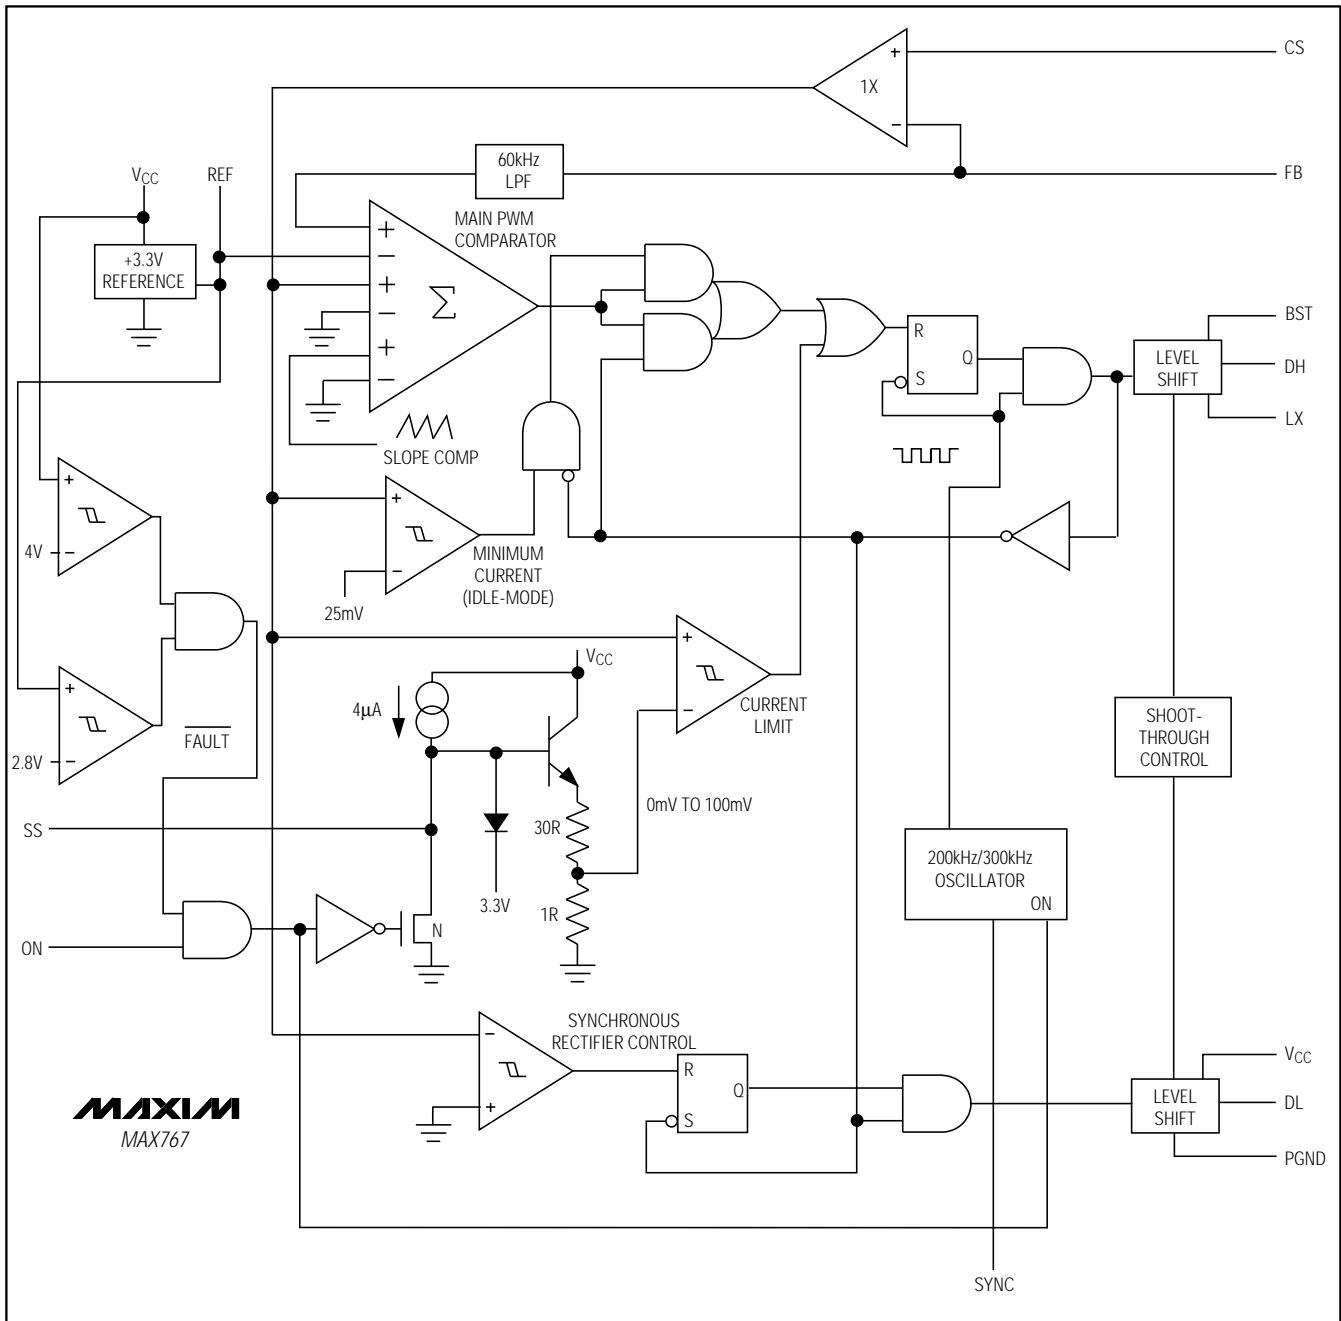 CS
+
1X
−
60kHz
LPF
FB
VCC
REF
MAIN PWM
COMPARATOR
+3.3V
REFERENCE
+
−
+
−
+
−
Σ
R
Q
S
LEVEL
SHIFT
BST
DH
LX
SLOPE COMP
+
−
4V
+
−
25mV
MINIMUM
CURRENT
(IDLE-MODE)
+
−
2.8V
FAULT
4µA
VCC
+
−
CURRENT
LIMIT
SHOOT-
THROUGH
CONTROL
0mV TO 100mV
SS
30R
3.3V
1R
200kHz/300kHz
OSCILLATOR
ON
ON
N
SYNCHRONOUS
RECTIFIER CONTROL
−
+
R
Q
S
LEVEL
SHIFT
VCC
DL
PGND
MAXIM
MAX767
SYNC